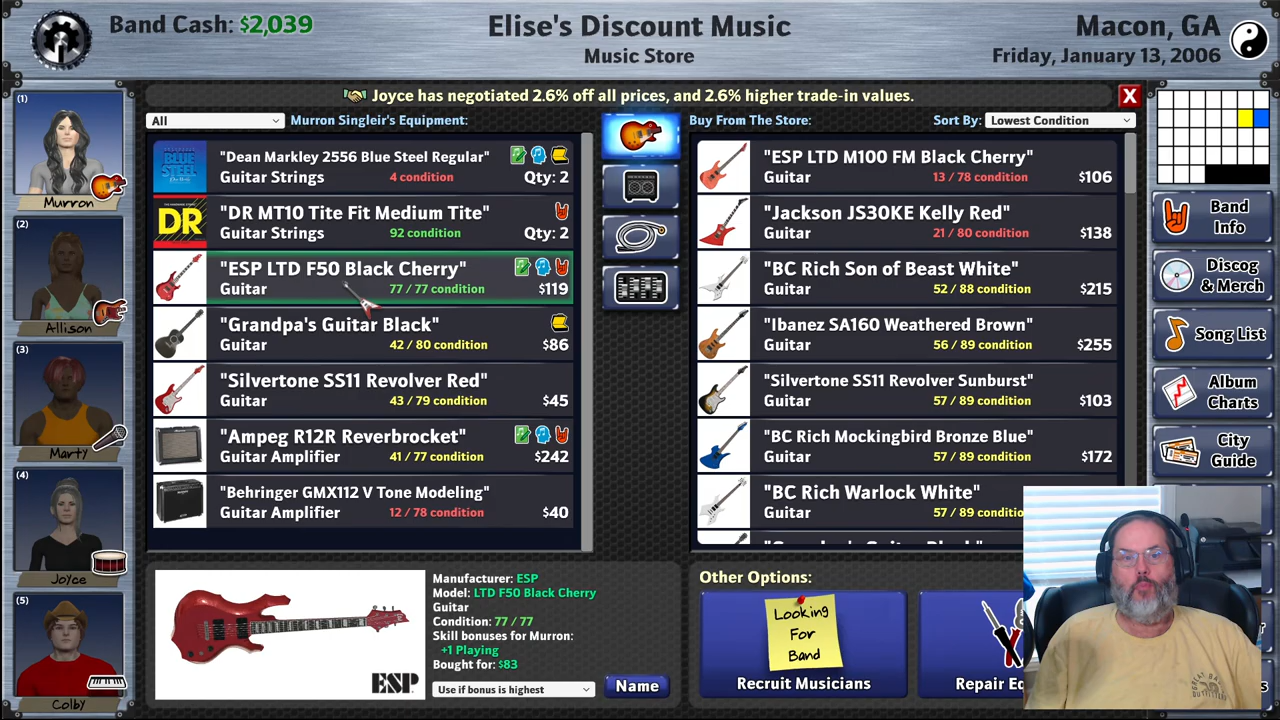 Band Cash: $2,039
Elise's Discount Music
Music Store
Macon, GA
Friday, January 13, 2006
Joyce has negotiated 2.6% off all prices, and 2.6% higher trade-in values.
X
(1)
Murron
(2)
Allison
(3)
Marty
(4)
Joyce
(5)
Colby
All
Murron Singleir's Equipment:
"Dean Markley 2556 Blue Steel Regular"
Guitar Strings 4 condition Qty: 2
"DR MT10 Tite Fit Medium Tite"
Guitar Strings 92 condition Qty: 2
"ESP LTD F50 Black Cherry"
Guitar 77 / 77 condition $119
"Grandpa's Guitar Black"
Guitar 42 / 80 condition $86
"Silvertone SS11 Revolver Red"
Guitar 43 / 79 condition $45
"Ampeg R12R Reverbrocket"
Guitar Amplifier 41 / 77 condition $242
"Behringer GMX112 V Tone Modeling"
Guitar Amplifier 12 / 78 condition $40
BLUE
STEEL
DR
Buy From The Store:
Sort By: Lowest Condition
"ESP LTD M100 FM Black Cherry"
Guitar 13 / 78 condition $106
"Jackson JS30KE Kelly Red"
Guitar 21 / 80 condition $138
"BC Rich Son of Beast White"
Guitar 52 / 88 condition $215
"Ibanez SA160 Weathered Brown"
Guitar 56 / 89 condition $255
"Silvertone SS11 Revolver Sunburst"
Guitar 57 / 89 condition $103
"BC Rich Mockingbird Bronze Blue"
Guitar 57 / 89 condition $172
"BC Rich Warlock White"
Guitar 57 / 89 conditio
Band
Info
Discog
& Merch
Song List
Album
Charts
City
Guide
ESP
Manufacturer: ESP
Model: LTD F50 Black Cherry
Guitar
Condition: 77 / 77
Skill bonuses for Murron:
+1 Playing
Bought for: $83
Use if bonus is highest
Name
Other Options:
Looking
For
Band
Recruit Musicians
Repair E